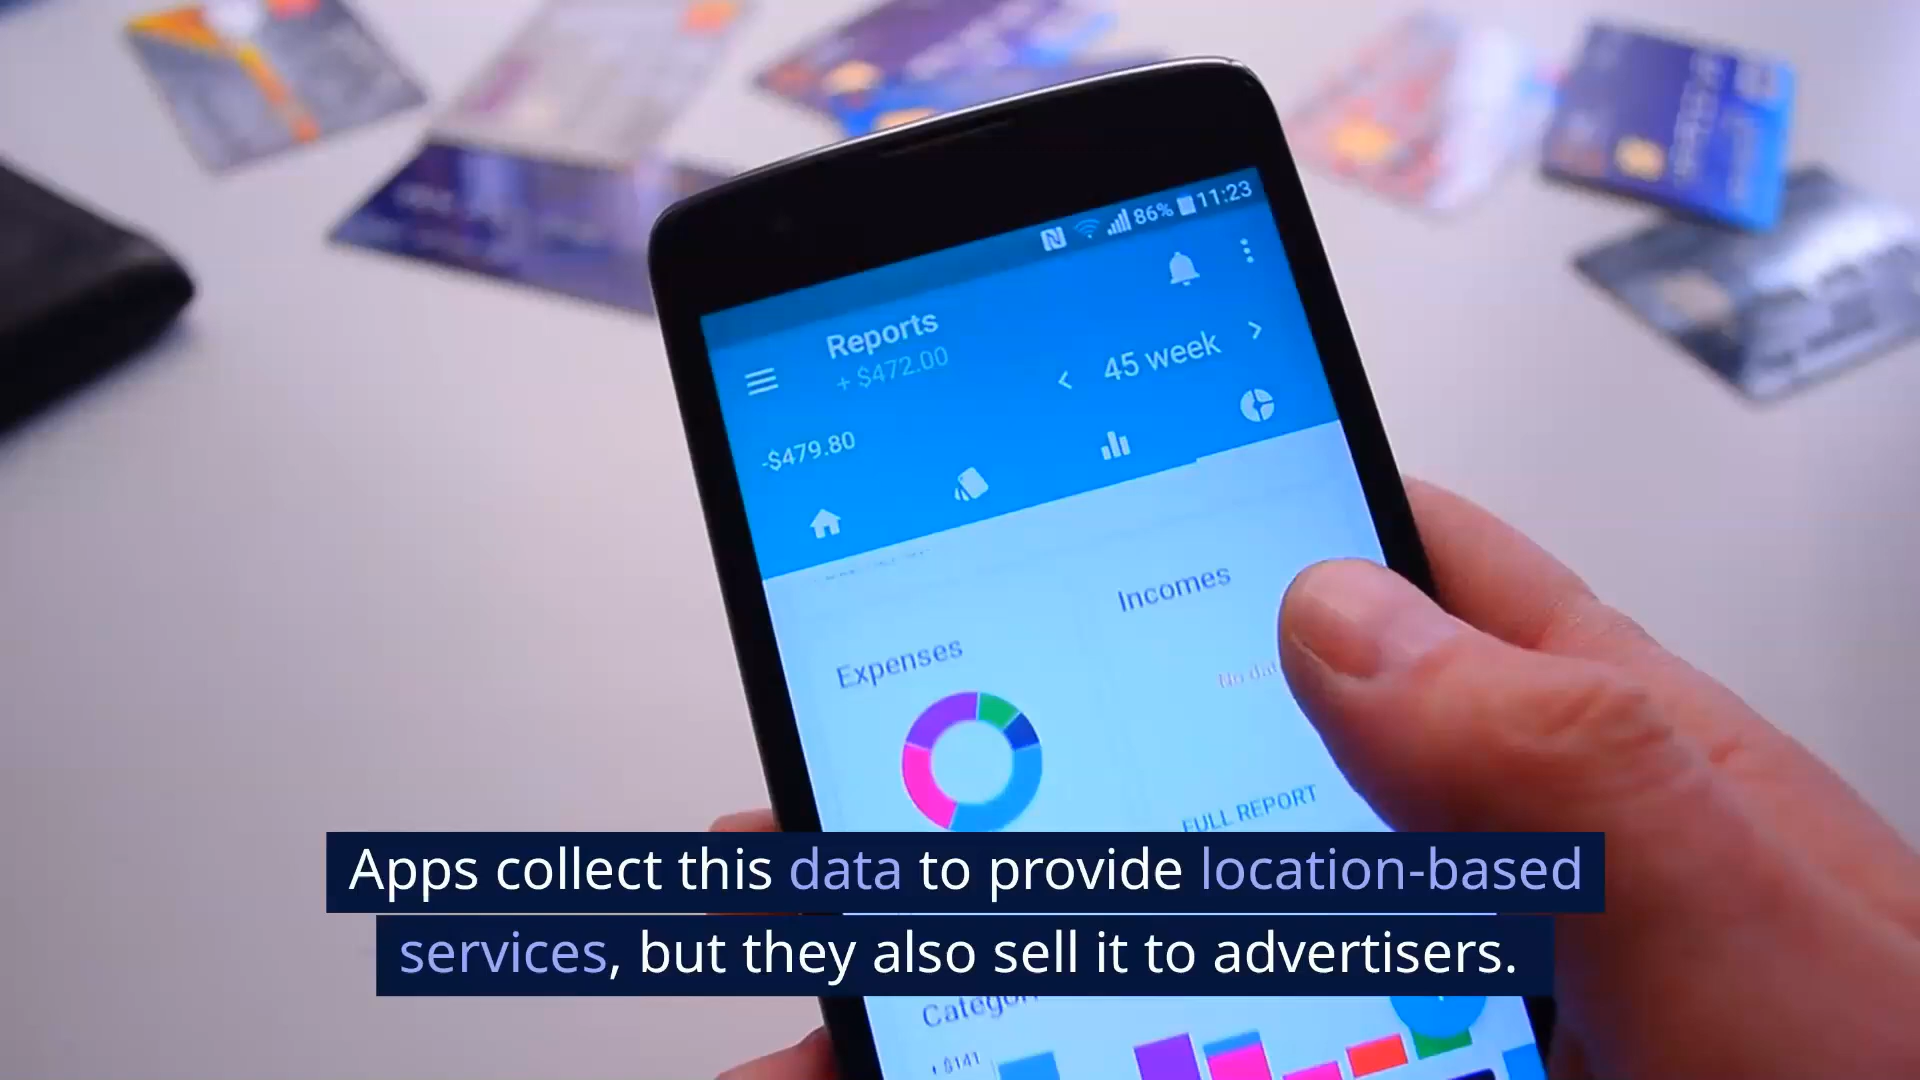 86% 11:23
Reports
+ $472.00
45 week
-$479.80
Incomes
Expenses
FULL REPORT
Apps collect this data to provide location-based
services, but they also sell it to advertisers.
$141